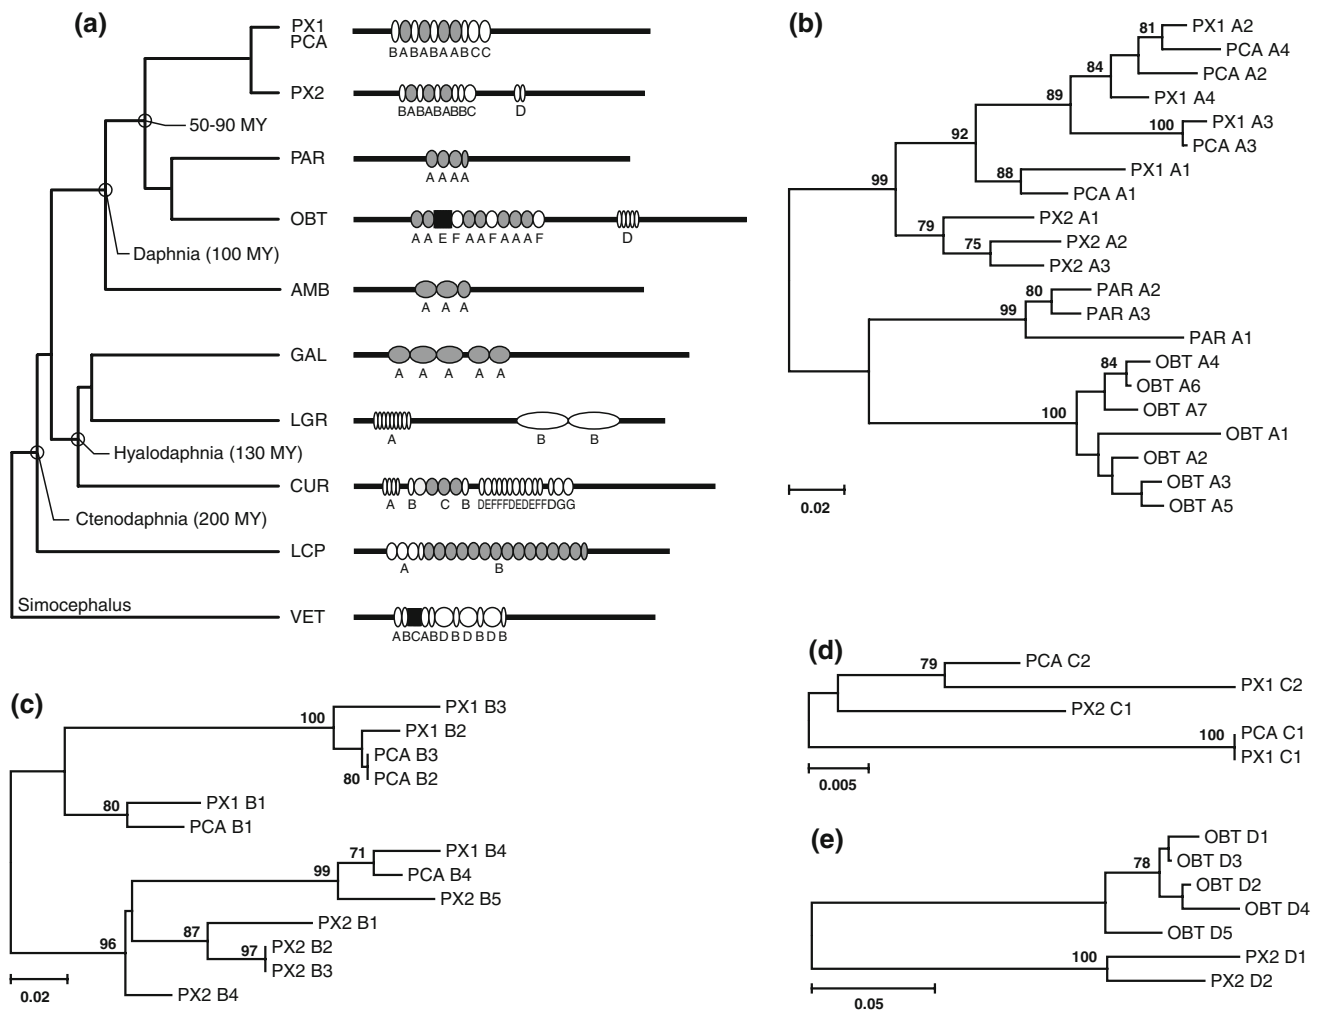 (a)
PX1
PCA
BABABAABCC
PX2
BABABABBC
D
50-90 MY
PAR
A A A A
OBT
A A E F A A F A A A F
D
Daphnia (100 MY)
AMB
A A A
GAL
A A A A A
LGR
A
B
B
Hyalodaphnia (130 MY)
CUR
A B C B DEFFFDEDEFFDGG
Ctenodaphnia (200 MY)
LCP
A
B
Simocephalus
VET
ABCABD B D B D B
(b)
81
PX1 A2
PCA A4
84
PCA A2
89
PX1 A4
100
PX1 A3
92
PCA A3
88
PX1 A1
99
PCA A1
79
PX2 A1
75
PX2 A2
PX2 A3
80
PAR A2
99
PAR A3
PAR A1
84
OBT A4
OBT A6
100
OBT A7
OBT A1
OBT A2
OBT A3
OBT A5
0.02
(c)
100
PX1 B3
PX1 B2
PCA B3
80
PCA B2
80
PX1 B1
PCA B1
71
PX1 B4
99
PCA B4
PX2 B5
87
PX2 B1
96
97
PX2 B2
PX2 B3
PX2 B4
0.02
(d)
79
PCA C2
PX1 C2
PX2 C1
100
PCA C1
PX1 C1
0.005
(e)
OBT D1
78
OBT D3
OBT D2
OBT D4
OBT D5
100
PX2 D1
PX2 D2
0.05